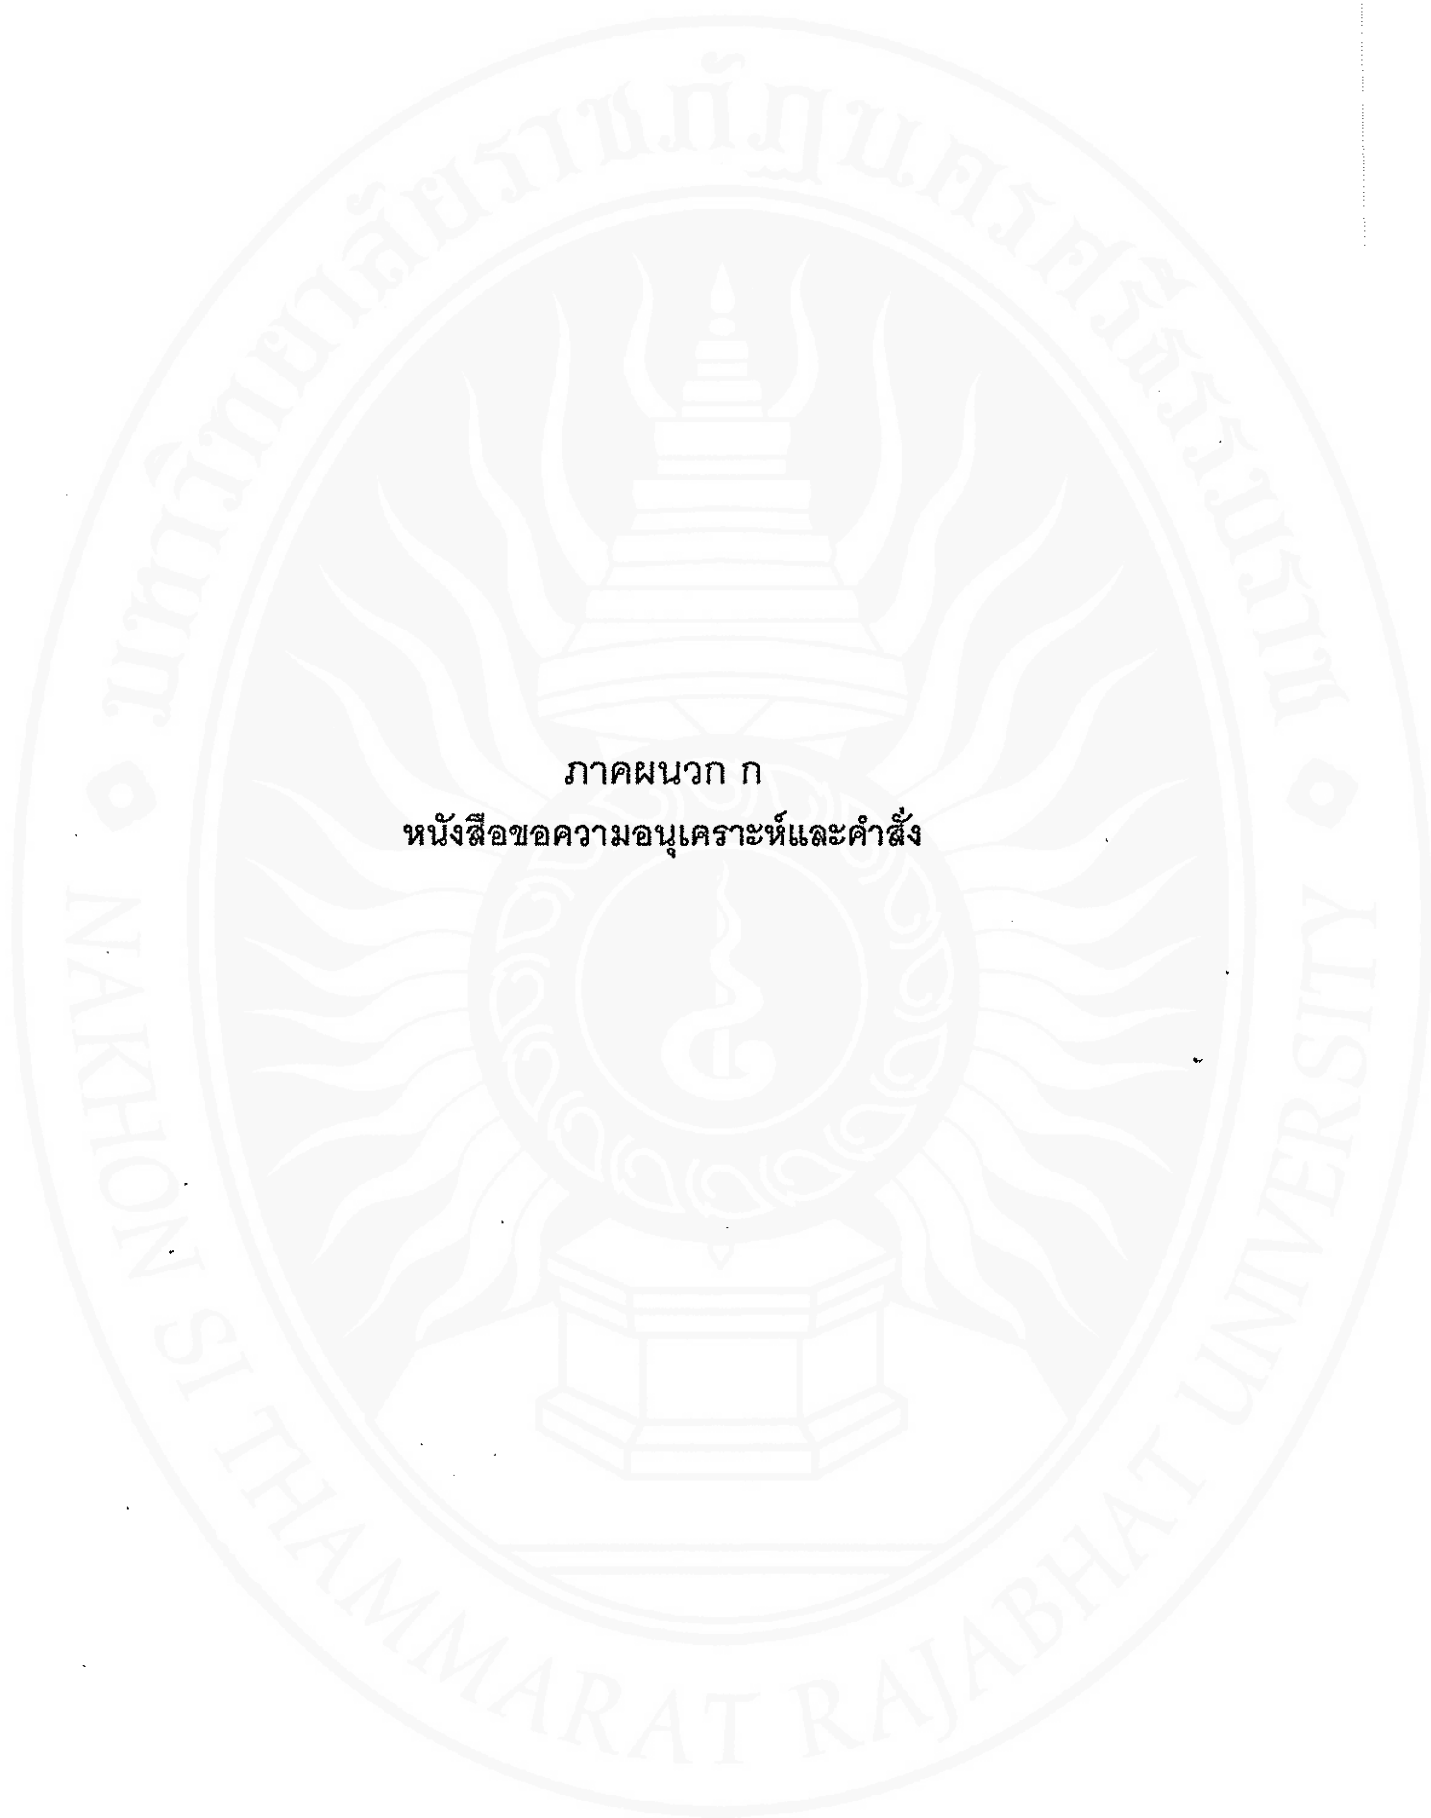 มหาวิทยาลัยราชภัฏนครศรีธรรมราช
ภาคผนวก ก
หนังสือขอความอนุเคราะห์และคำสั่ง
NAKHON SI THAMMARAT RAJABHAT UNIVERSITY